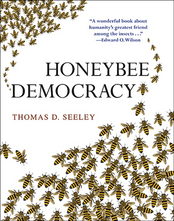 “A wonderful book about
humanity’s greatest friend
among the insects . . .”
—Edward O. Wilson
HONEYBEE
DEMOCRACY
THOMAS D. SEELEY